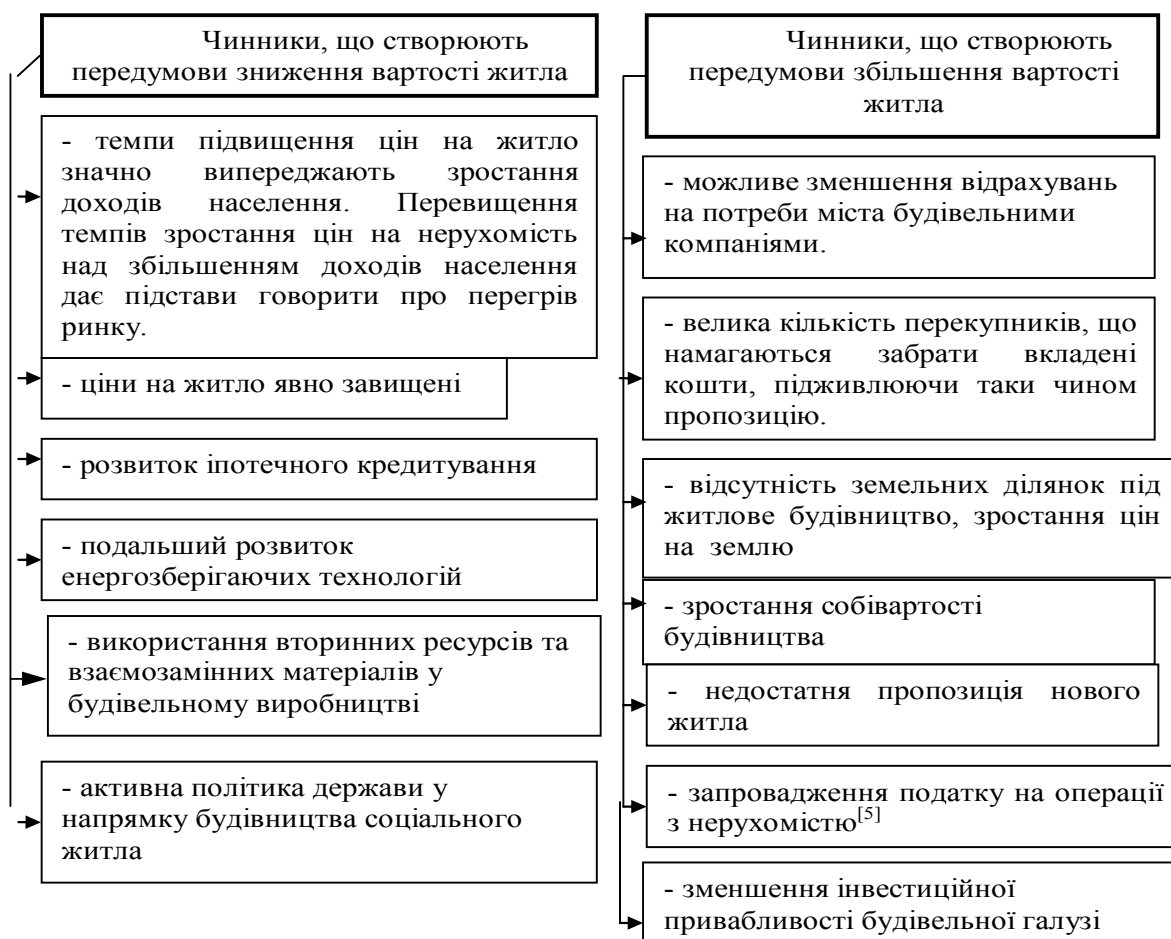 Чинники, що створюють
передумови зниження вартості житла
- темпи підвищення цін на житло
значно випереджають зростання
доходів населення. Перевищення
темпів зростання цін на нерухомість
над збільшенням доходів населення
дає підстави говорити про перегрів
ринку.
- ціни на житло явно завищені
- розвиток іпотечного кредитування
- подальший розвиток
енергозберігаючих технологій
- використання вторинних ресурсів та
взаємозамінних матеріалів у
будівельному виробництві
- активна політика держави у
напрямку будівництва соціального
житла
Чинники, що створюють
передумови збільшення вартості
житла
- можливе зменшення відрахувань
на потреби міста будівельними
компаніями.
- велика кількість перекупників, що
намагаються забрати вкладені
кошти, підживлюючи таки чином
пропозицію.
- відсутність земельних ділянок під
житлове будівництво, зростання цін
на землю
- зростання собівартості
будівництва
- недостатня пропозиція нового
житла
- запровадження податку на операції
з нерухомістю[5]
- зменшення інвестиційної
привабливості будівельної галузі